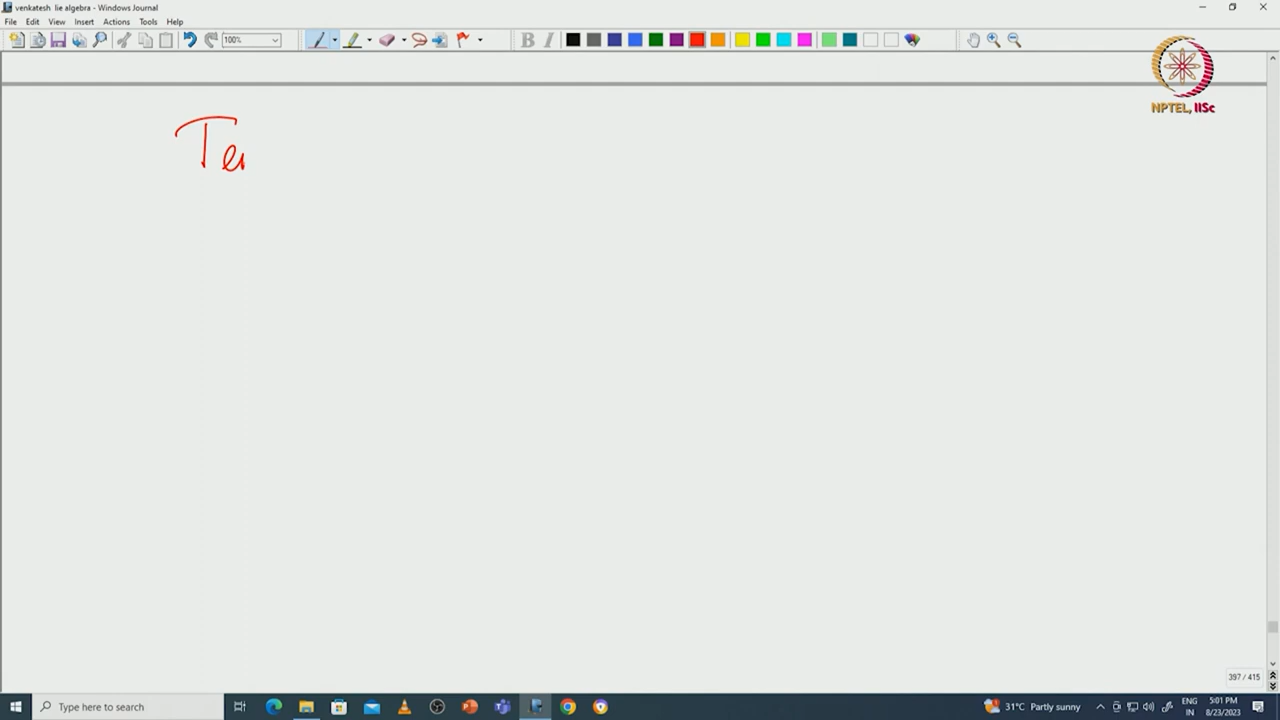 venkatesh lie algebra - Windows Journal
File Edit View Insert Actions Tools Help
100%
B I
NPTEL, IISc
Te
397 / 415
Type here to search
31°C Partly sunny
ENG
IN
5:01 PM
8/23/2023